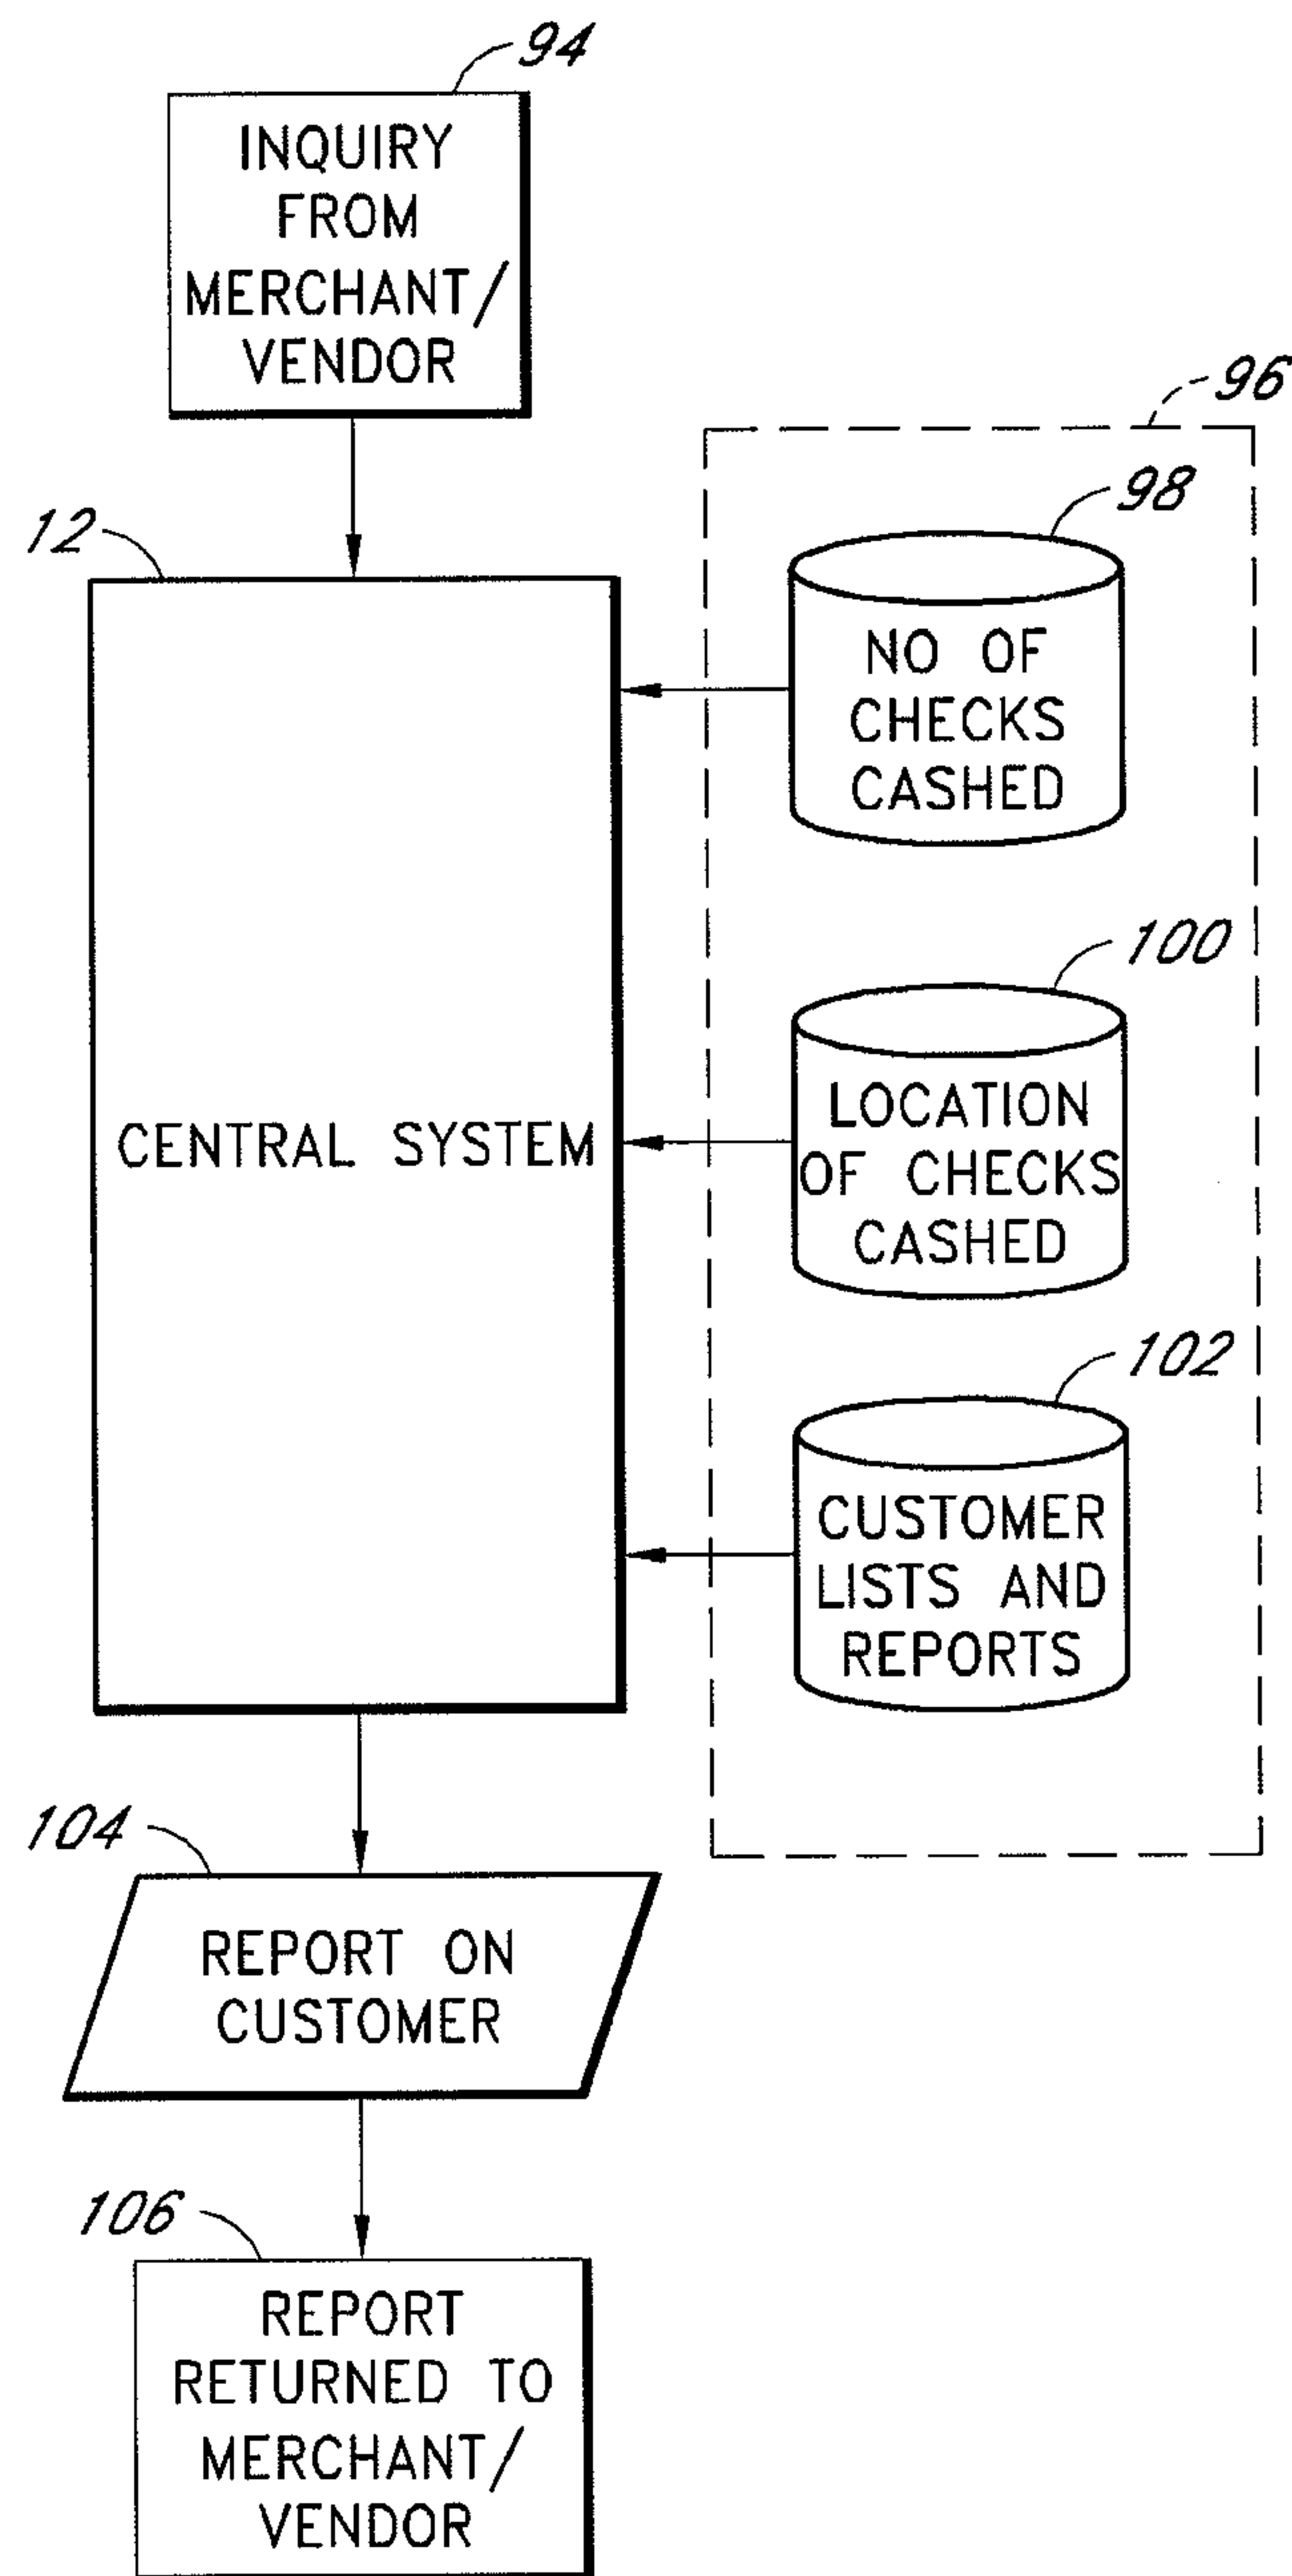 94
INQUIRY
FROM
MERCHANT/
VENDOR
96
98
12
NO OF
CHECKS
CASHED
100
LOCATION
OF CHECKS
CASHED
CENTRAL SYSTEM
102
CUSTOMER
LISTS AND
REPORTS
104
REPORT ON
CUSTOMER
106
REPORT
RETURNED TO
MERCHANT/
VENDOR